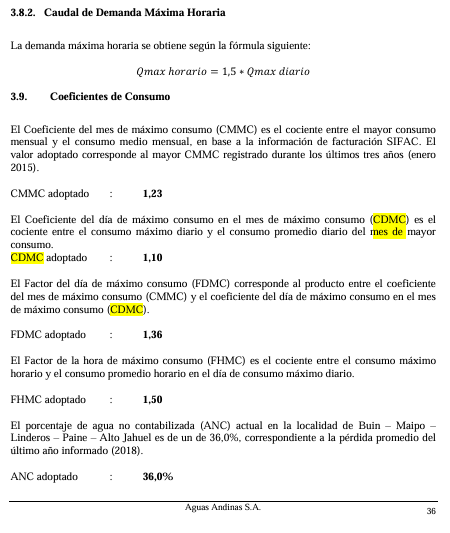 3.8.2. Caudal de Demanda Máxima Horaria
La demanda máxima horaria se obtiene según la fórmula siguiente:
Qmax horario = 1,5 * Qmax diario
3.9. Coeficientes de Consumo
El Coeficiente del mes de máximo consumo (CMMC) es el cociente entre el mayor consumo
mensual y el consumo medio mensual, en base a la información de facturación SIFAC. El
valor adoptado corresponde al mayor CMMC registrado durante los últimos tres años (enero
2015).
CMMC adoptado : 1,23
El Coeficiente del día de máximo consumo en el mes de máximo consumo (CDMC) es el
cociente entre el consumo máximo diario y el consumo promedio diario del mes de mayor
consumo.
CDMC adoptado : 1,10
El Factor del día de máximo consumo (FDMC) corresponde al producto entre el coeficiente
del mes de máximo consumo (CMMC) y el coeficiente del día de máximo consumo en el mes
de máximo consumo (CDMC).
FDMC adoptado : 1,36
El Factor de la hora de máximo consumo (FHMC) es el cociente entre el consumo máximo
horario y el consumo promedio horario en el día de consumo máximo diario.
FHMC adoptado : 1,50
El porcentaje de agua no contabilizada (ANC) actual en la localidad de Buin – Maipo –
Linderos – Paine – Alto Jahuel es de un de 36,0%, correspondiente a la pérdida promedio del
último año informado (2018).
ANC adoptado : 36,0%
Aguas Andinas S.A.
36